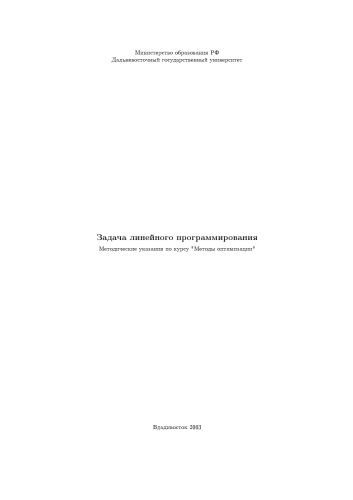 Министерство образования РФ
Дальневосточный государственный университет
Задача линейного программирования
Методические указания по курсу "Методы оптимизации"
Владивосток 2003